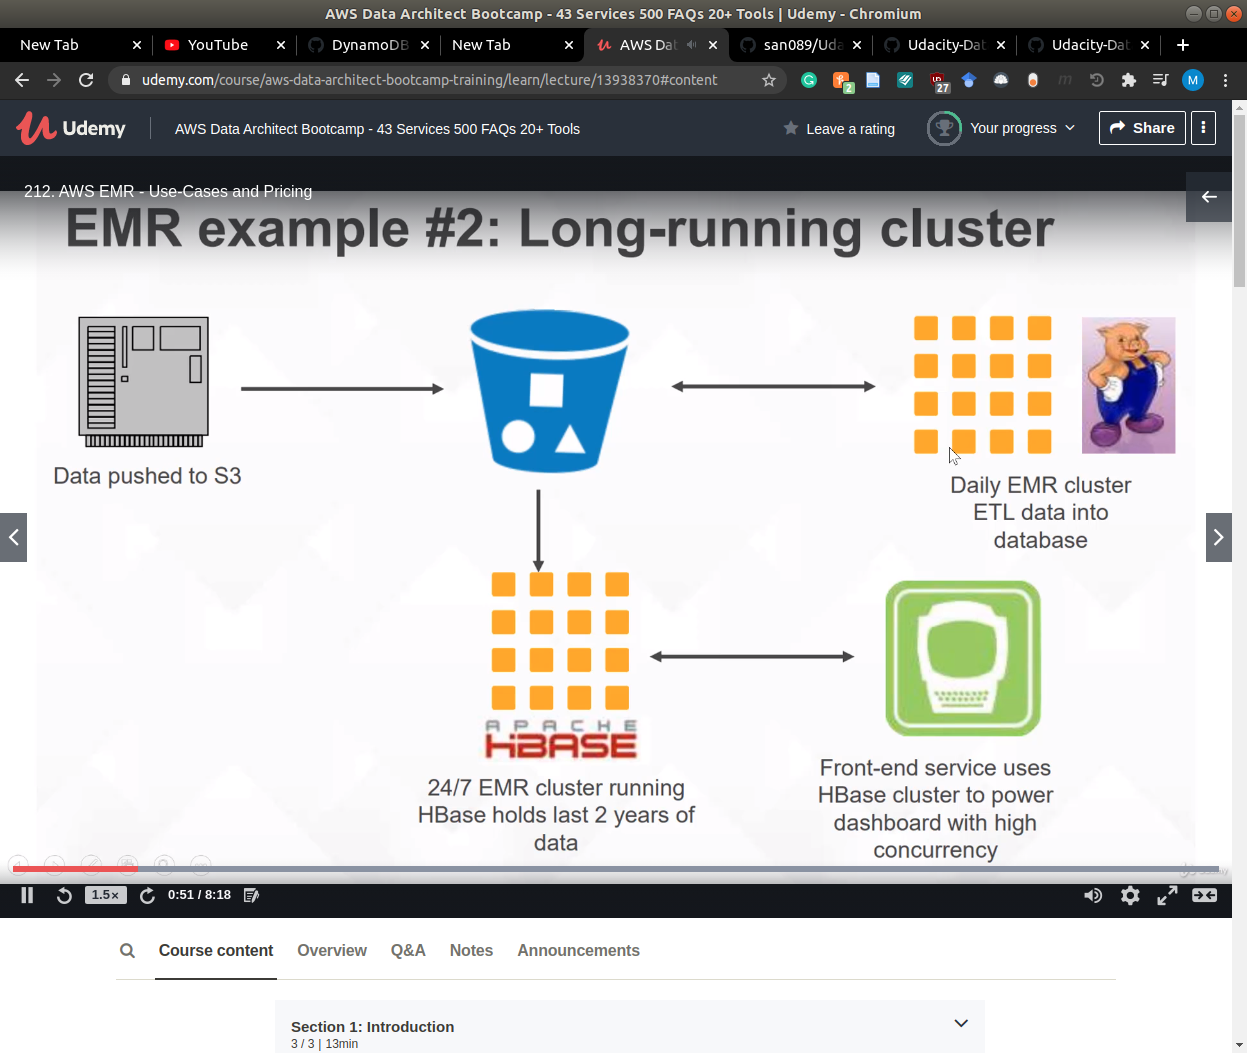 AWS Data Architect Bootcamp - 43 Services 500 FAQs 20+ Tools | Udemy - Chromium
New Tab
YouTube
DynamoDB
New Tab
AWS Dat
san089/Uda
Udacity-Dat
Udacity-Dat
udemy.com/course/aws-data-architect-bootcamp-training/learn/lecture/13938370#content
2
27
M
Udemy
AWS Data Architect Bootcamp - 43 Services 500 FAQs 20+ Tools
Leave a rating
Your progress
Share
212. AWS EMR - Use-Cases and Pricing
EMR example #2: Long-running cluster
Data pushed to S3
Daily EMR cluster
ETL data into
database
APACHE
HBASE
24/7 EMR cluster running
HBase holds last 2 years of
data
Front-end service uses
HBase cluster to power
dashboard with high
concurrency
1.5×
0:51 / 8:18
Course content
Overview
Q&A
Notes
Announcements
Section 1: Introduction
3 / 3 | 13min